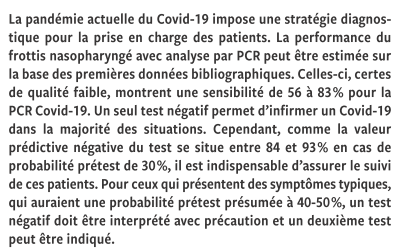 La pandémie actuelle du Covid-19 impose une stratégie diagnos-
tique pour la prise en charge des patients. La performance du
frottis nasopharyngé avec analyse par PCR peut être estimée sur
la base des premières données bibliographiques. Celles-ci, certes
de qualité faible, montrent une sensibilité de 56 à 83 % pour la
PCR Covid-19. Un seul test négatif permet d’infirmer un Covid-19
dans la majorité des situations. Cependant, comme la valeur
prédictive négative du test se situe entre 84 et 93 % en cas de
probabilité prétest de 30 %, il est indispensable d’assurer le suivi
de ces patients. Pour ceux qui présentent des symptômes typiques,
qui auraient une probabilité prétest présumée à 40-50 %, un test
négatif doit être interprété avec précaution et un deuxième test
peut être indiqué.